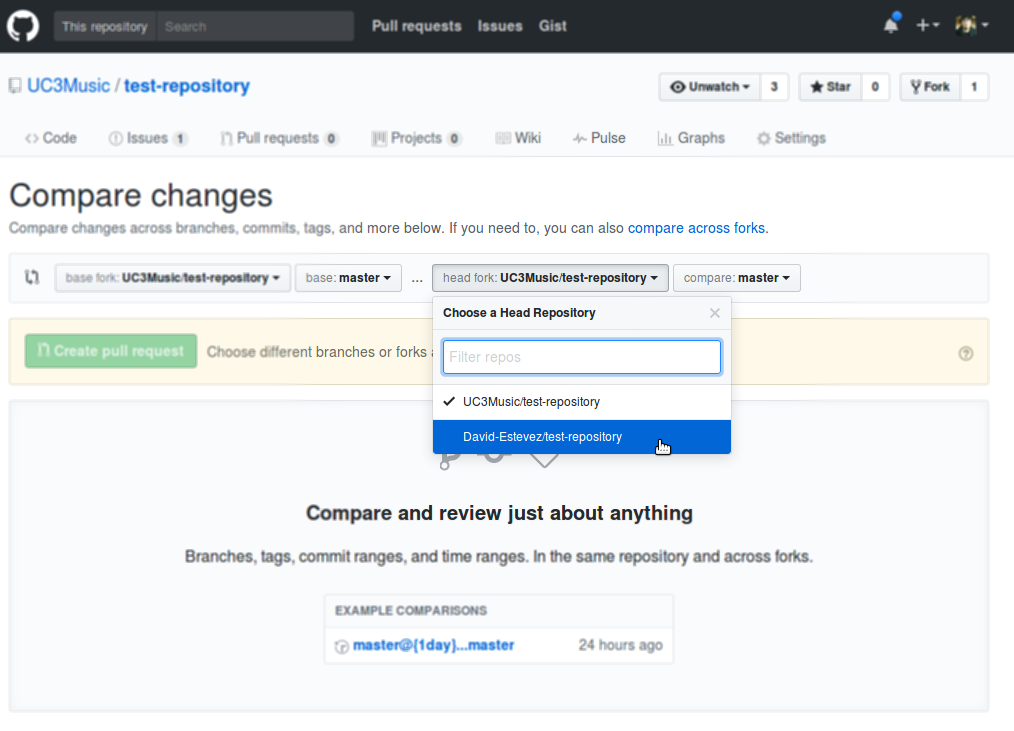 This repository Search Pull requests Issues Gist
UC3Music / test-repository Unwatch 3 Star 0 Fork 1
Code Issues 1 Pull requests 0 Projects 0 Wiki Pulse Graphs Settings
Compare changes
Compare changes across branches, commits, tags, and more below. If you need to, you can also compare across forks.
base fork: UC3Music/test-repository base: master ... head fork: UC3Music/test-repository compare: master
Choose a Head Repository
Create pull request Choose different branches or forks
Filter repos
UC3Music/test-repository
David-Estevez/test-repository
Compare and review just about anything
Branches, tags, commit ranges, and time ranges. In the same repository and across forks.
EXAMPLE COMPARISONS
master@{1day}...master 24 hours ago